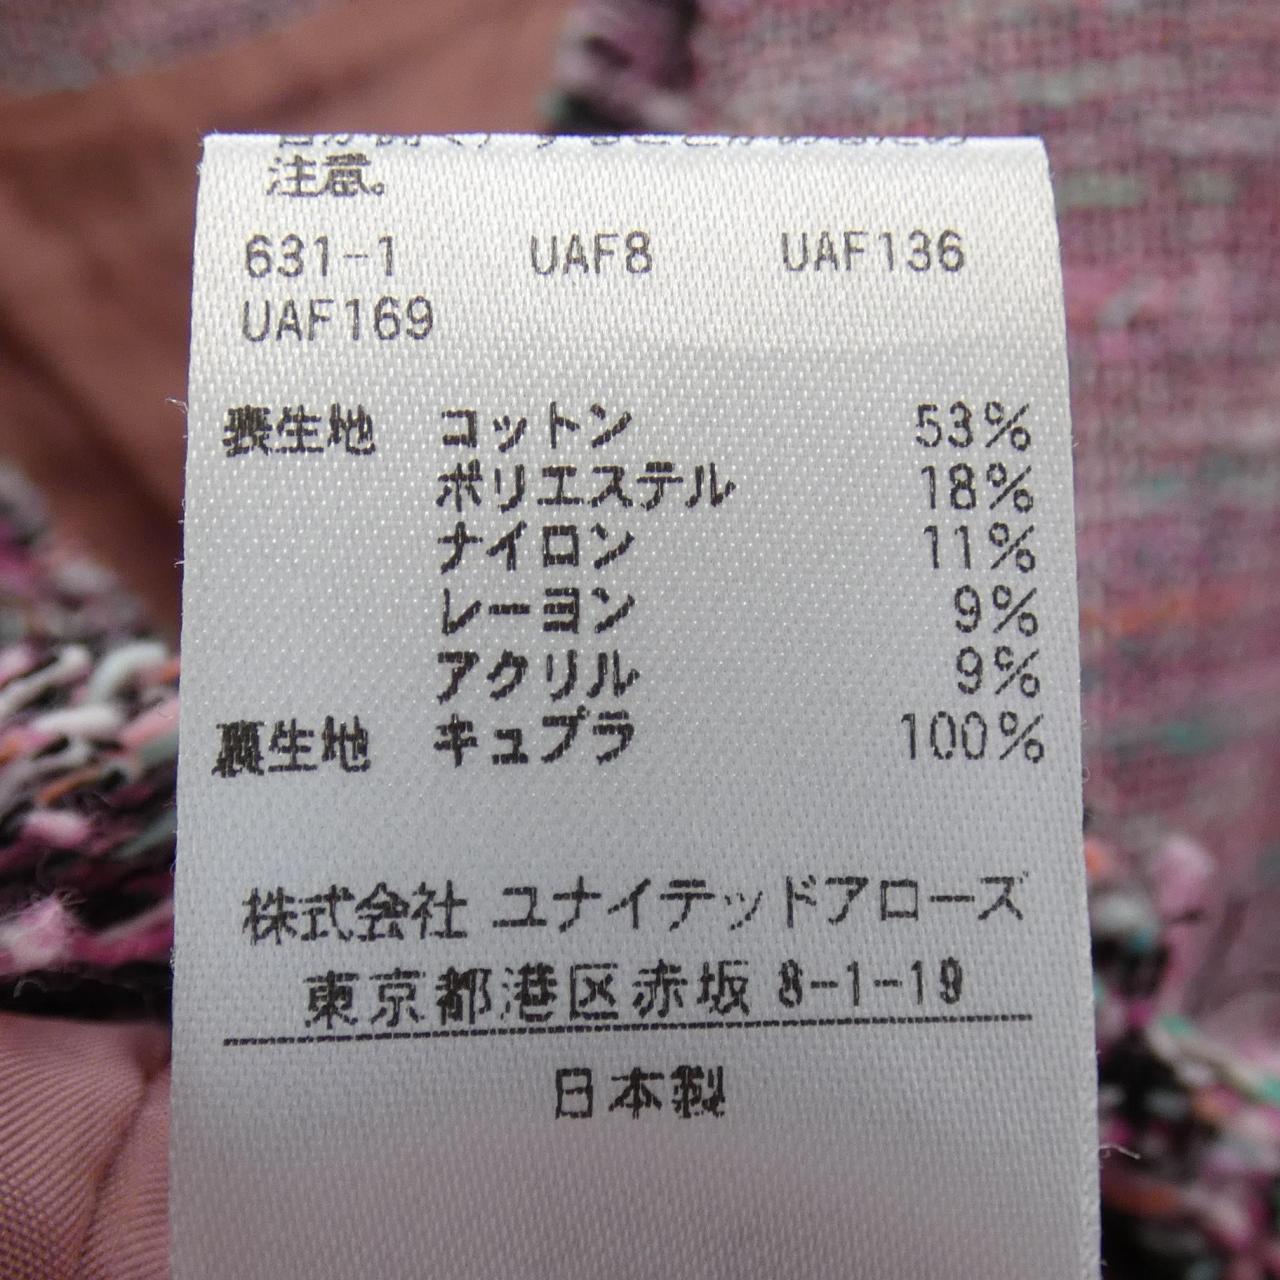 注意。
631-1 UAF8 UAF136
UAF169
表生地 コットン 53%
ポリエステル 18%
ナイロン 11%
レーヨン 9%
アクリル 9%
裏生地 キュプラ 100%
株式会社 ユナイテッドアローズ
東京都港区赤坂 8-1-19
日本製